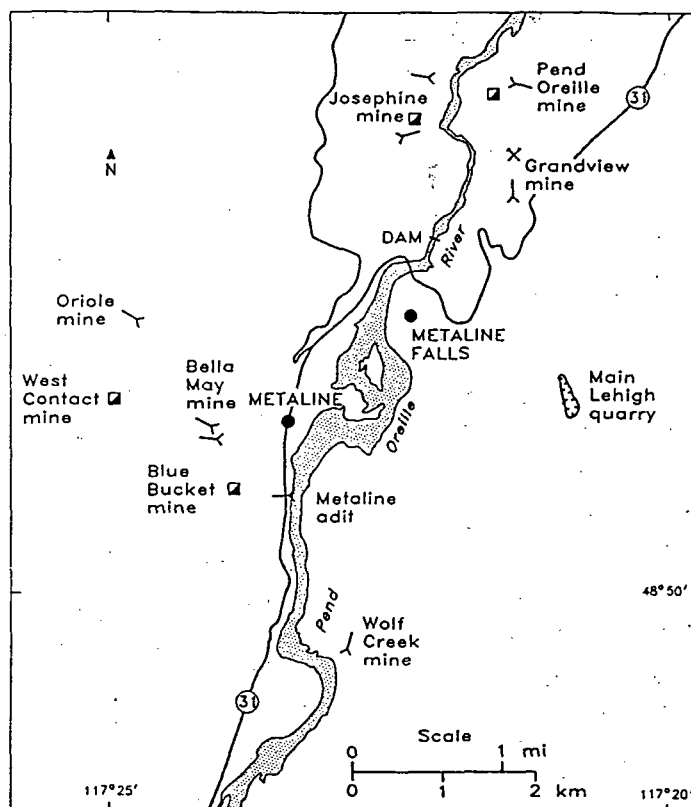 Pend
Oreille
mine
31
Josephine
mine
N
Grandview
mine
DAM
River
Oriole
mine
METALINE
FALLS
Bella
May
mine
West
Contact
mine
METALINE
Main
Lehigh
quarry
Oreille
Blue
Bucket
mine
Metaline
adit
48°50'
Pend
Wolf
Creek
mine
31
Scale
0 1 mi
0 1 2
km
117°25'
117°20'